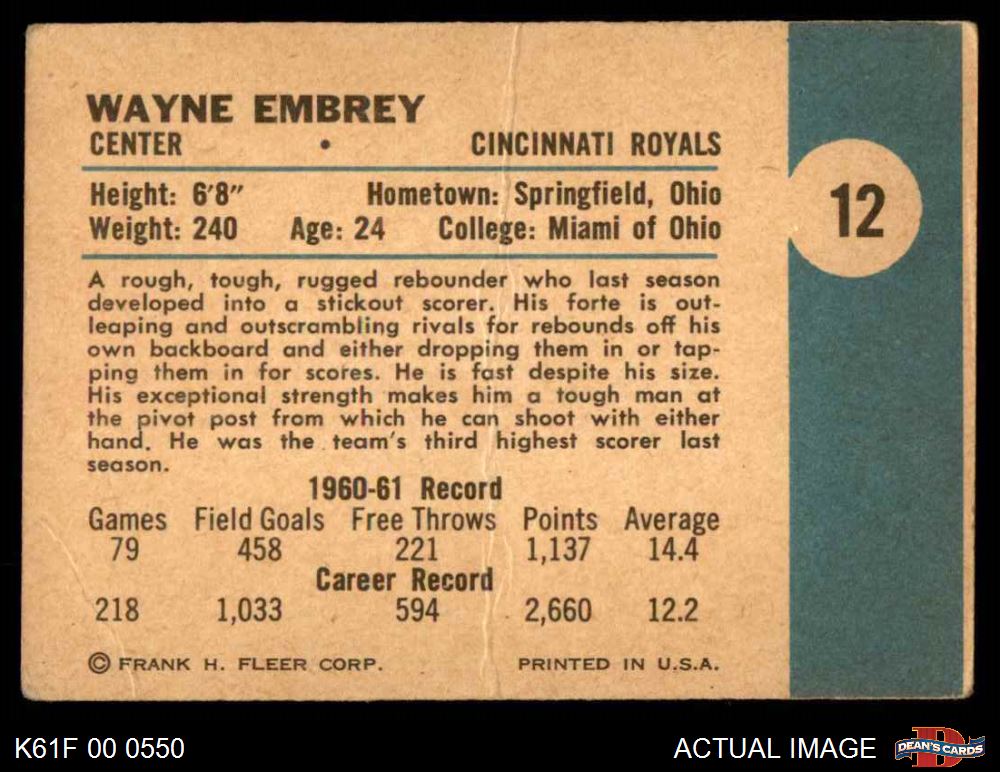 WAYNE EMBREY
CENTER • CINCINNATI ROYALS
Height: 6'8" Hometown: Springfield, Ohio
Weight: 240 Age: 24 College: Miami of Ohio
12
A rough, tough, rugged rebounder who last season
developed into a stickout scorer. His forte is out-
leaping and outscrambling rivals for rebounds off his
own backboard and either dropping them in or tap-
ping them in for scores. He is fast despite his size.
His exceptional strength makes him a tough man at
the pivot post from which he can shoot with either
hand. He was the team's third highest scorer last
season.
1960-61 Record
Games Field Goals Free Throws Points Average
79 458 221 1,137 14.4
Career Record
218 1,033 594 2,660 12.2
© FRANK H. FLEER CORP. PRINTED IN U.S.A.
K61F 00 0550 ACTUAL IMAGE DEAN'S CARDS